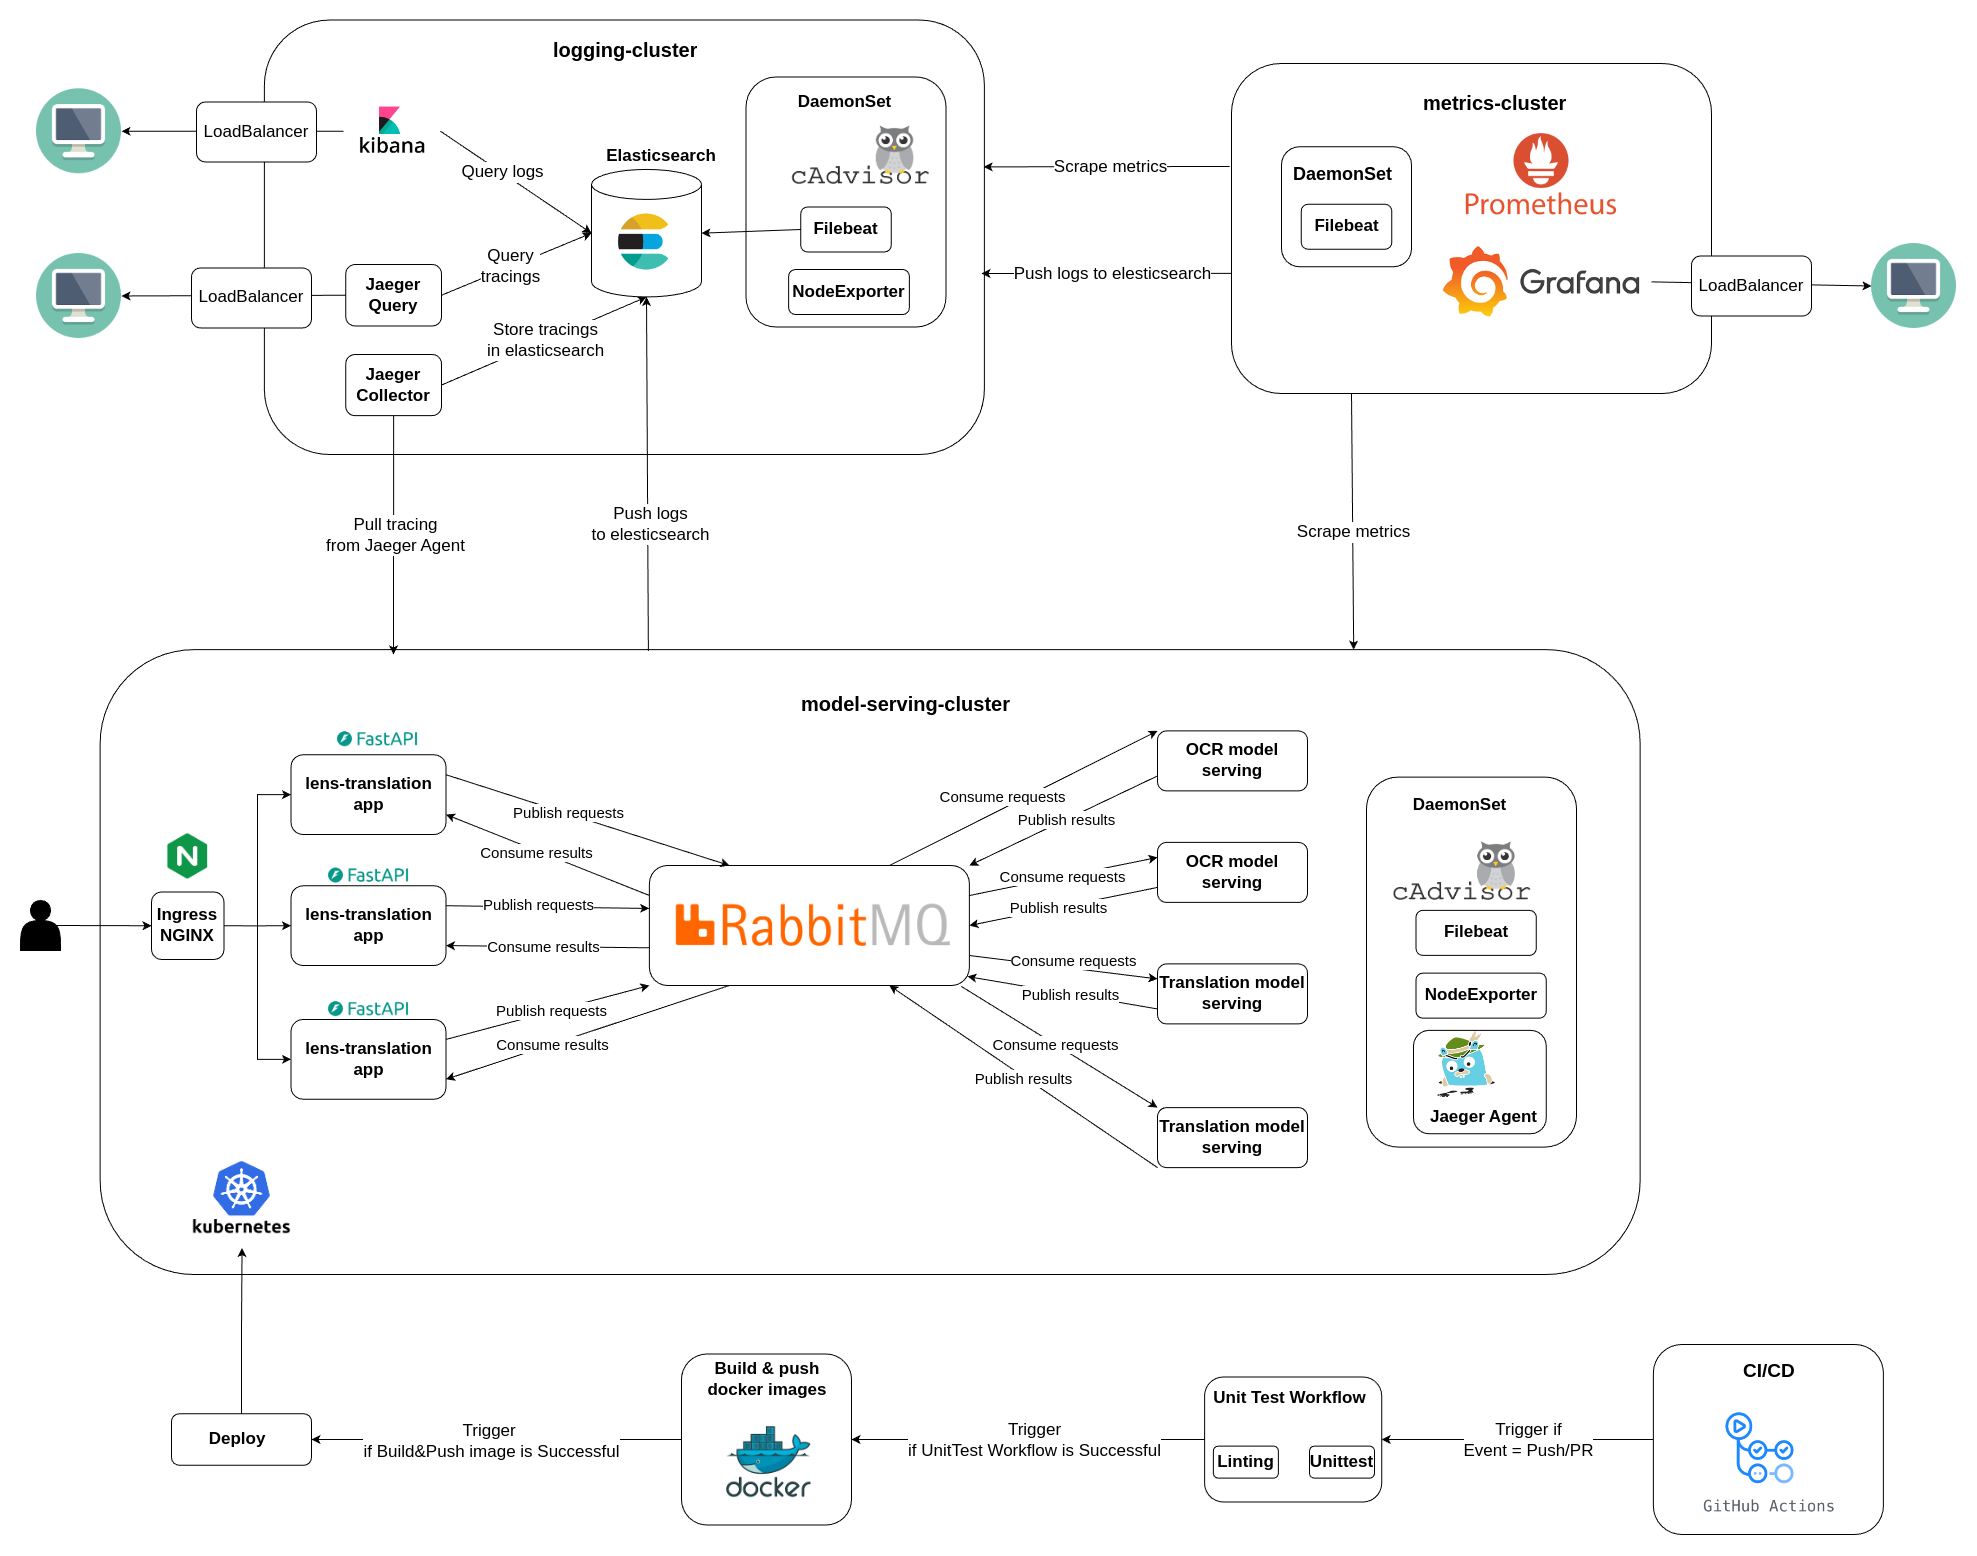 logging-cluster
LoadBalancer
kibana
Query logs
Elasticsearch
DaemonSet
cAdvisor
Filebeat
NodeExporter
LoadBalancer
Jaeger
Query
Query
tracings
Store tracings
in elasticsearch
Jaeger
Collector
Scrape metrics
Push logs to elesticsearch
metrics-cluster
DaemonSet
Filebeat
Prometheus
Grafana
LoadBalancer
Pull tracing
from Jaeger Agent
Push logs
to elesticsearch
Scrape metrics
model-serving-cluster
Ingress
NGINX
FastAPI
lens-translation
app
FastAPI
lens-translation
app
FastAPI
lens-translation
app
Publish requests
Consume results
Publish requests
Consume results
Publish requests
Consume results
RabbitMQ
Consume requests
Publish results
Consume requests
Publish results
Consume requests
Publish results
Consume requests
Publish results
OCR model
serving
OCR model
serving
Translation model
serving
Translation model
serving
DaemonSet
cAdvisor
Filebeat
NodeExporter
Jaeger Agent
kubernetes
Deploy
Trigger
if Build&Push image is Successful
Build & push
docker images
docker
Trigger
if UnitTest Workflow is Successful
Unit Test Workflow
Linting
Unittest
Trigger if
Event = Push/PR
CI/CD
GitHub Actions